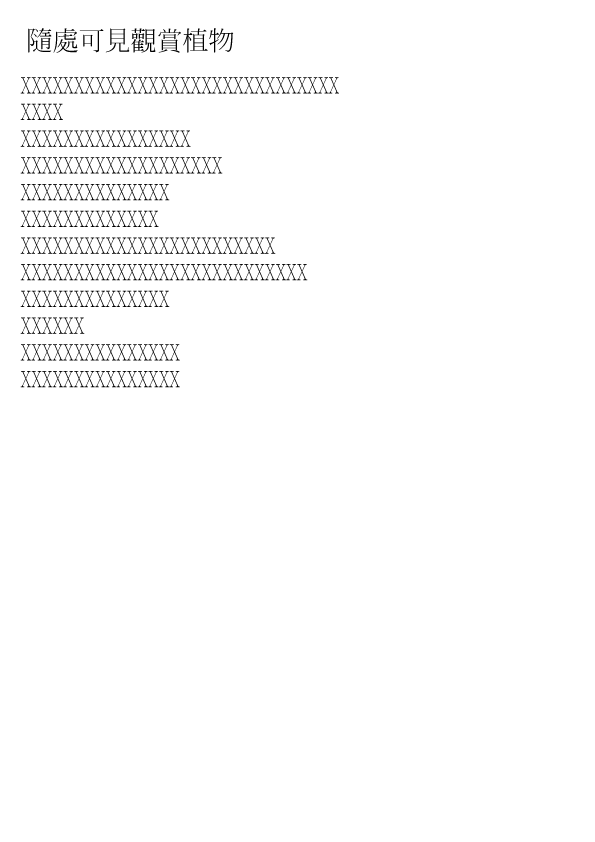 隨處可見觀賞植物
XXXXXXXXXXXXXXXXXXXXXXXXXXXXXX
XXXX
XXXXXXXXXXXXXXXX
XXXXXXXXXXXXXXXXXXX
XXXXXXXXXXXXXX
XXXXXXXXXXXXX
XXXXXXXXXXXXXXXXXXXXXXXX
XXXXXXXXXXXXXXXXXXXXXXXXXXX
XXXXXXXXXXXXXX
XXXXXX
XXXXXXXXXXXXXXX
XXXXXXXXXXXXXXX